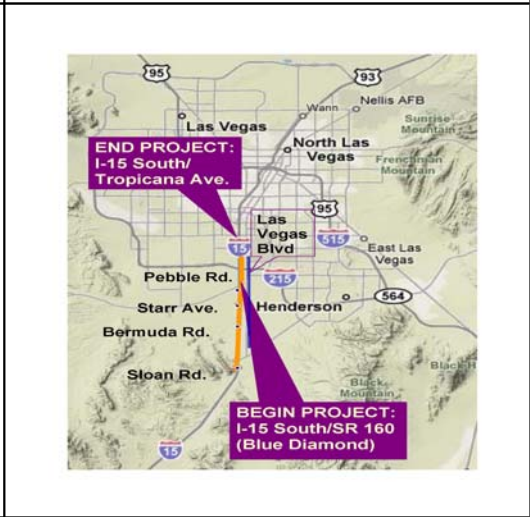 95
93
Wann
Nellis AFB
Las Vegas
Sunrise
Mountain
North Las
Vegas
Frenchman
Mountain
END PROJECT:
I-15 South/
Tropicana Ave.
95
Las
Vegas
Blvd
15
515
East Las
Vegas
Pebble Rd.
215
564
Starr Ave.
Henderson
Bermuda Rd.
Sloan Rd.
Black
Mountain
BEGIN PROJECT:
I-15 South/SR 160
(Blue Diamond)
15